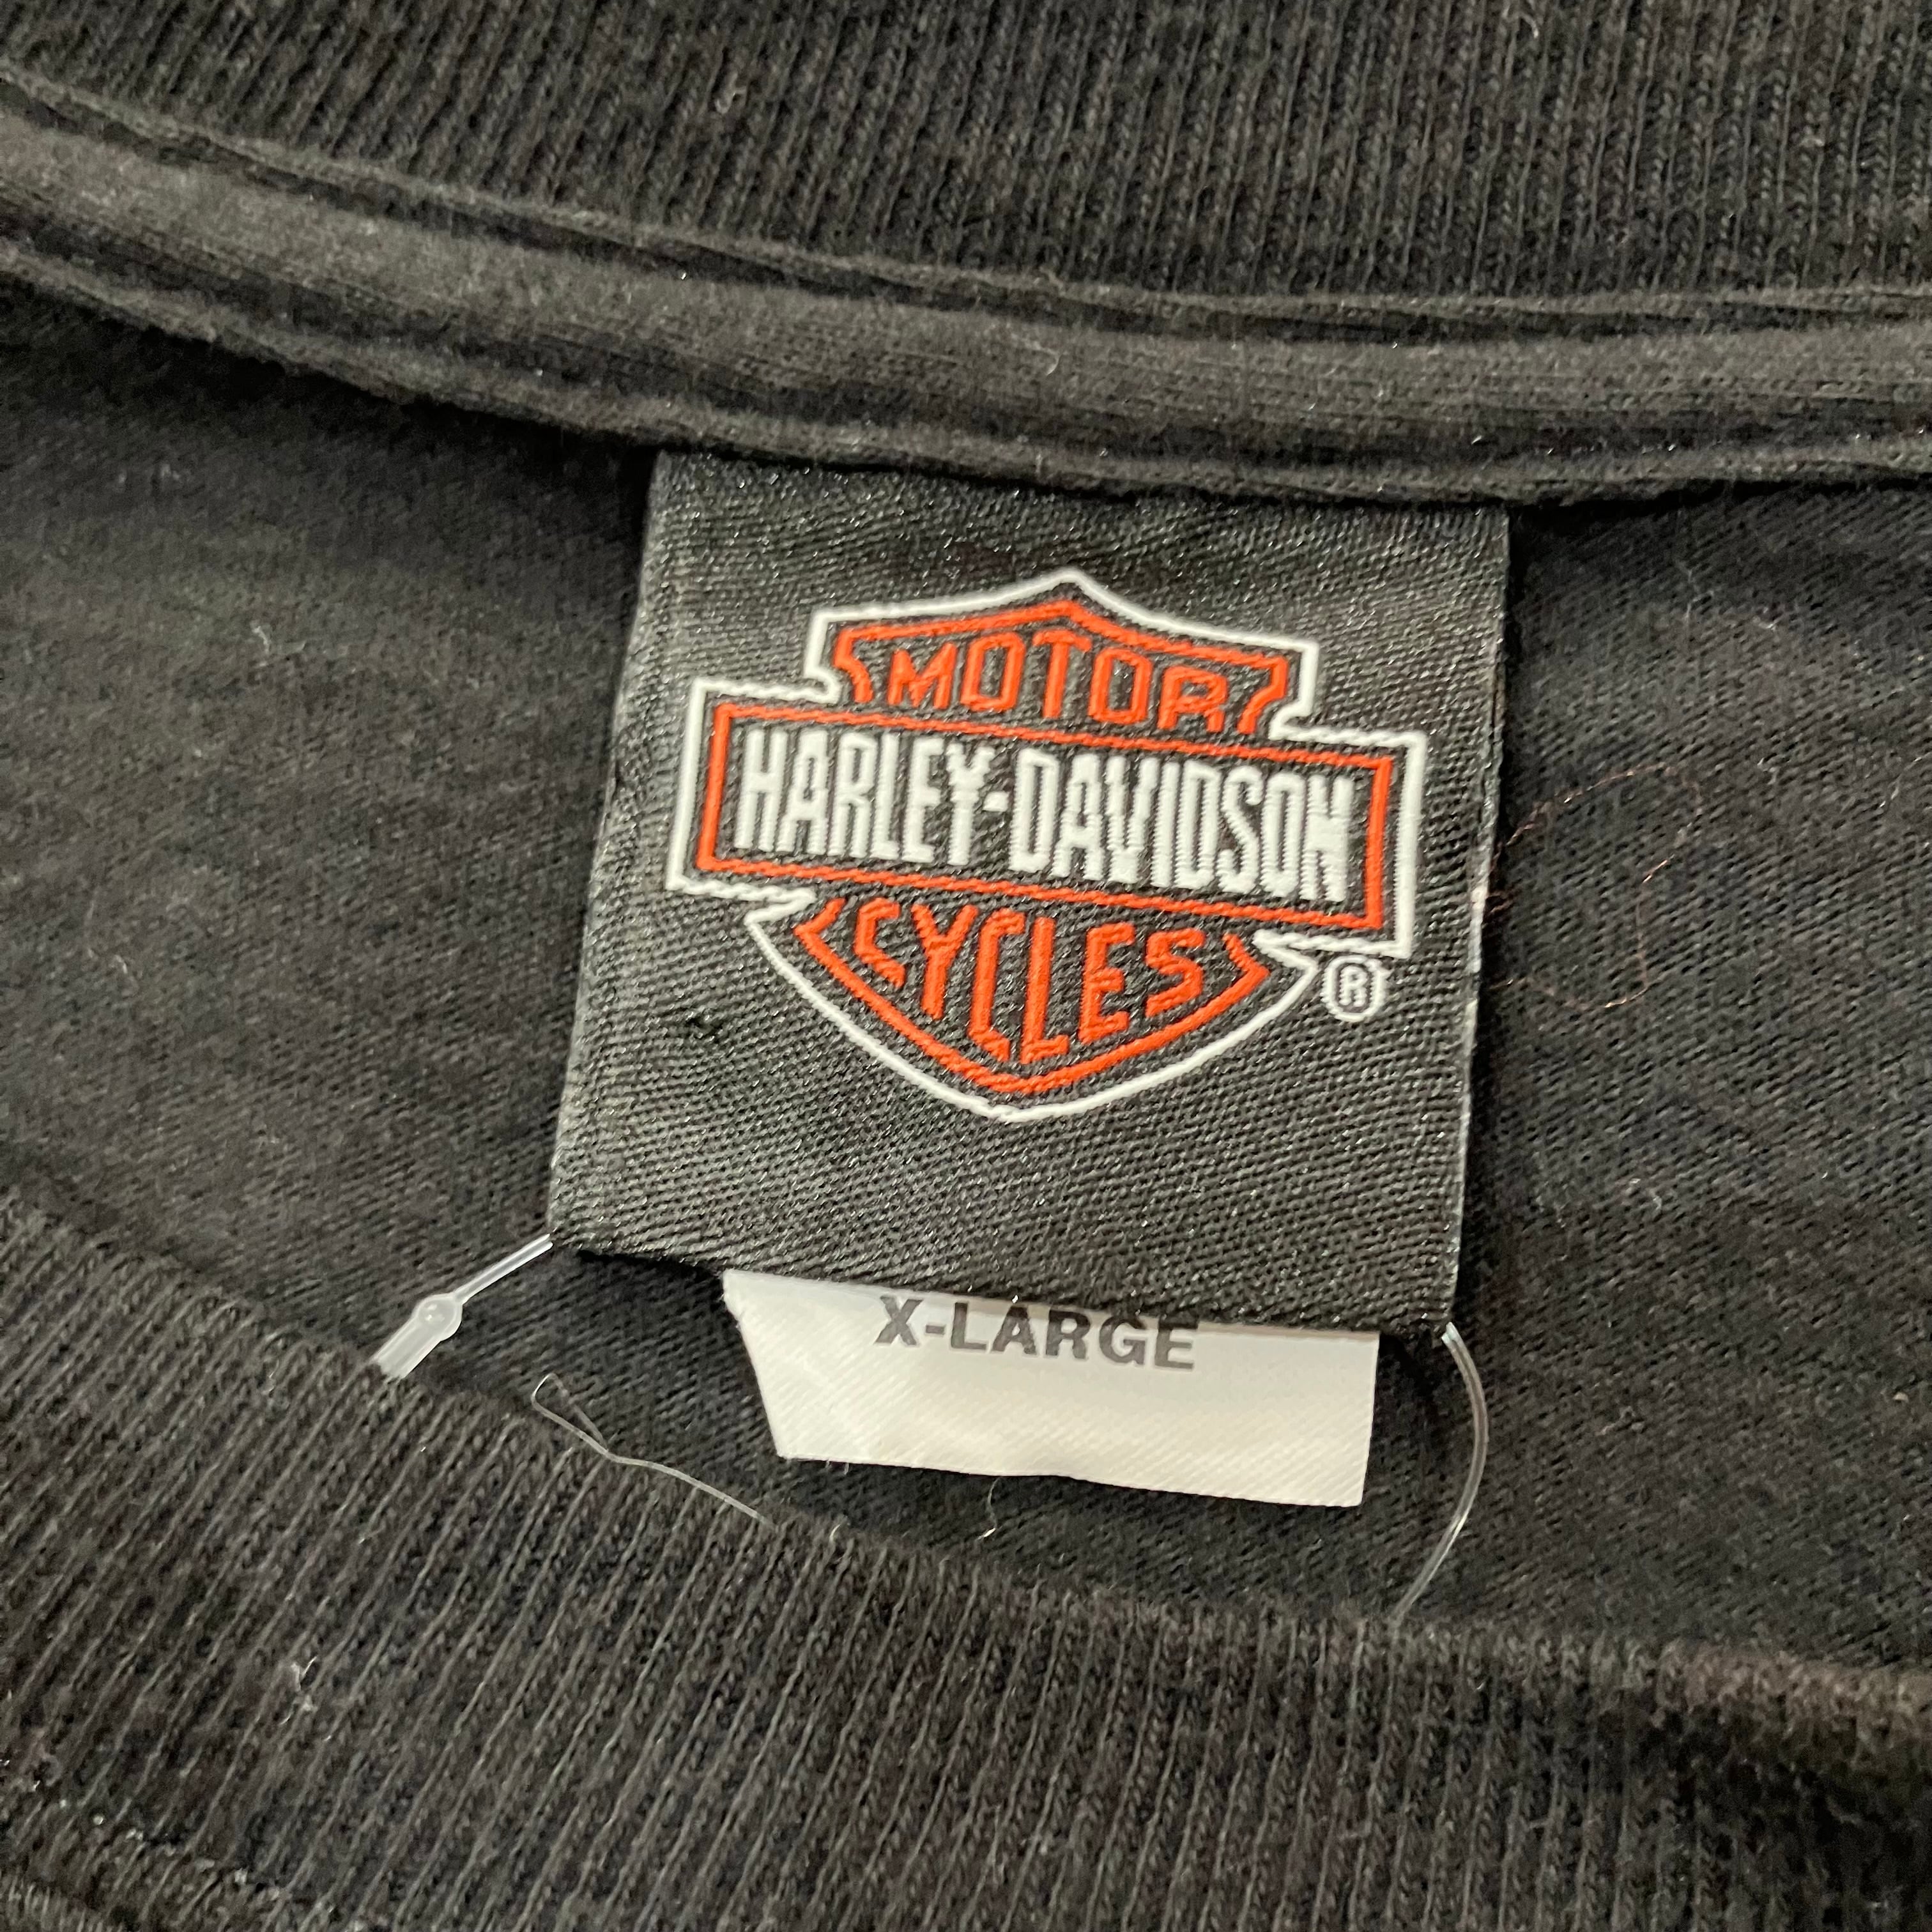 MOTOR
HARLEY-DAVIDSON
CYCLES
®
X-LARGE